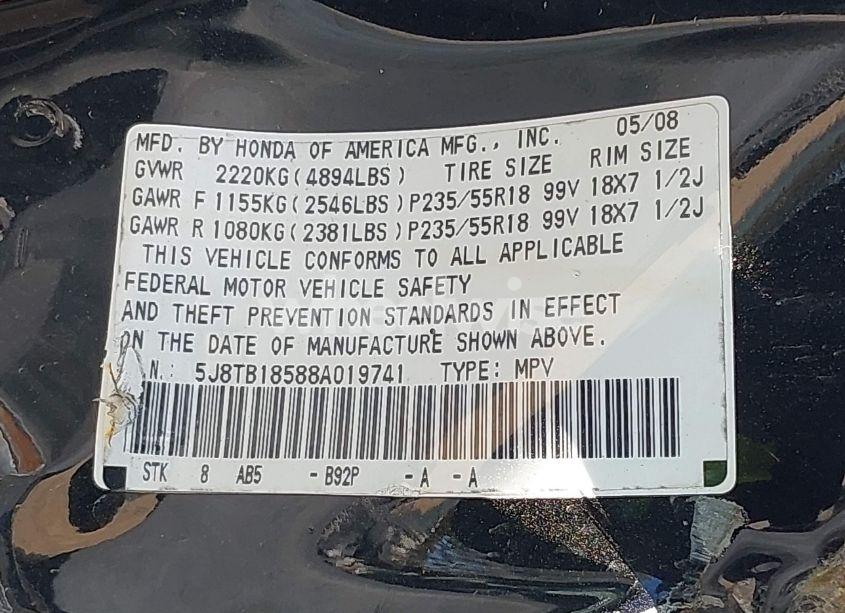 MFD. BY HONDA OF AMERICA MFG., INC. 05/08
GVWR 2220KG(4894LBS) TIRE SIZE RIM SIZE
GAWR F1155KG(2546LBS)P235/55R18 99V 18X7 1/2J
GAWR R1080KG(2381LBS)P235/55R18 99V 18X7 1/2J
THIS VEHICLE CONFORMS TO ALL APPLICABLE
FEDERAL MOTOR VEHICLE SAFETY
AND THEFT PREVENTION STANDARDS IN EFFECT
ON THE DATE OF MANUFACTURE SHOWN ABOVE.
N.: 5J8TB18588A019741 TYPE: MPV
STK 8 AB5 -B92P -A -A